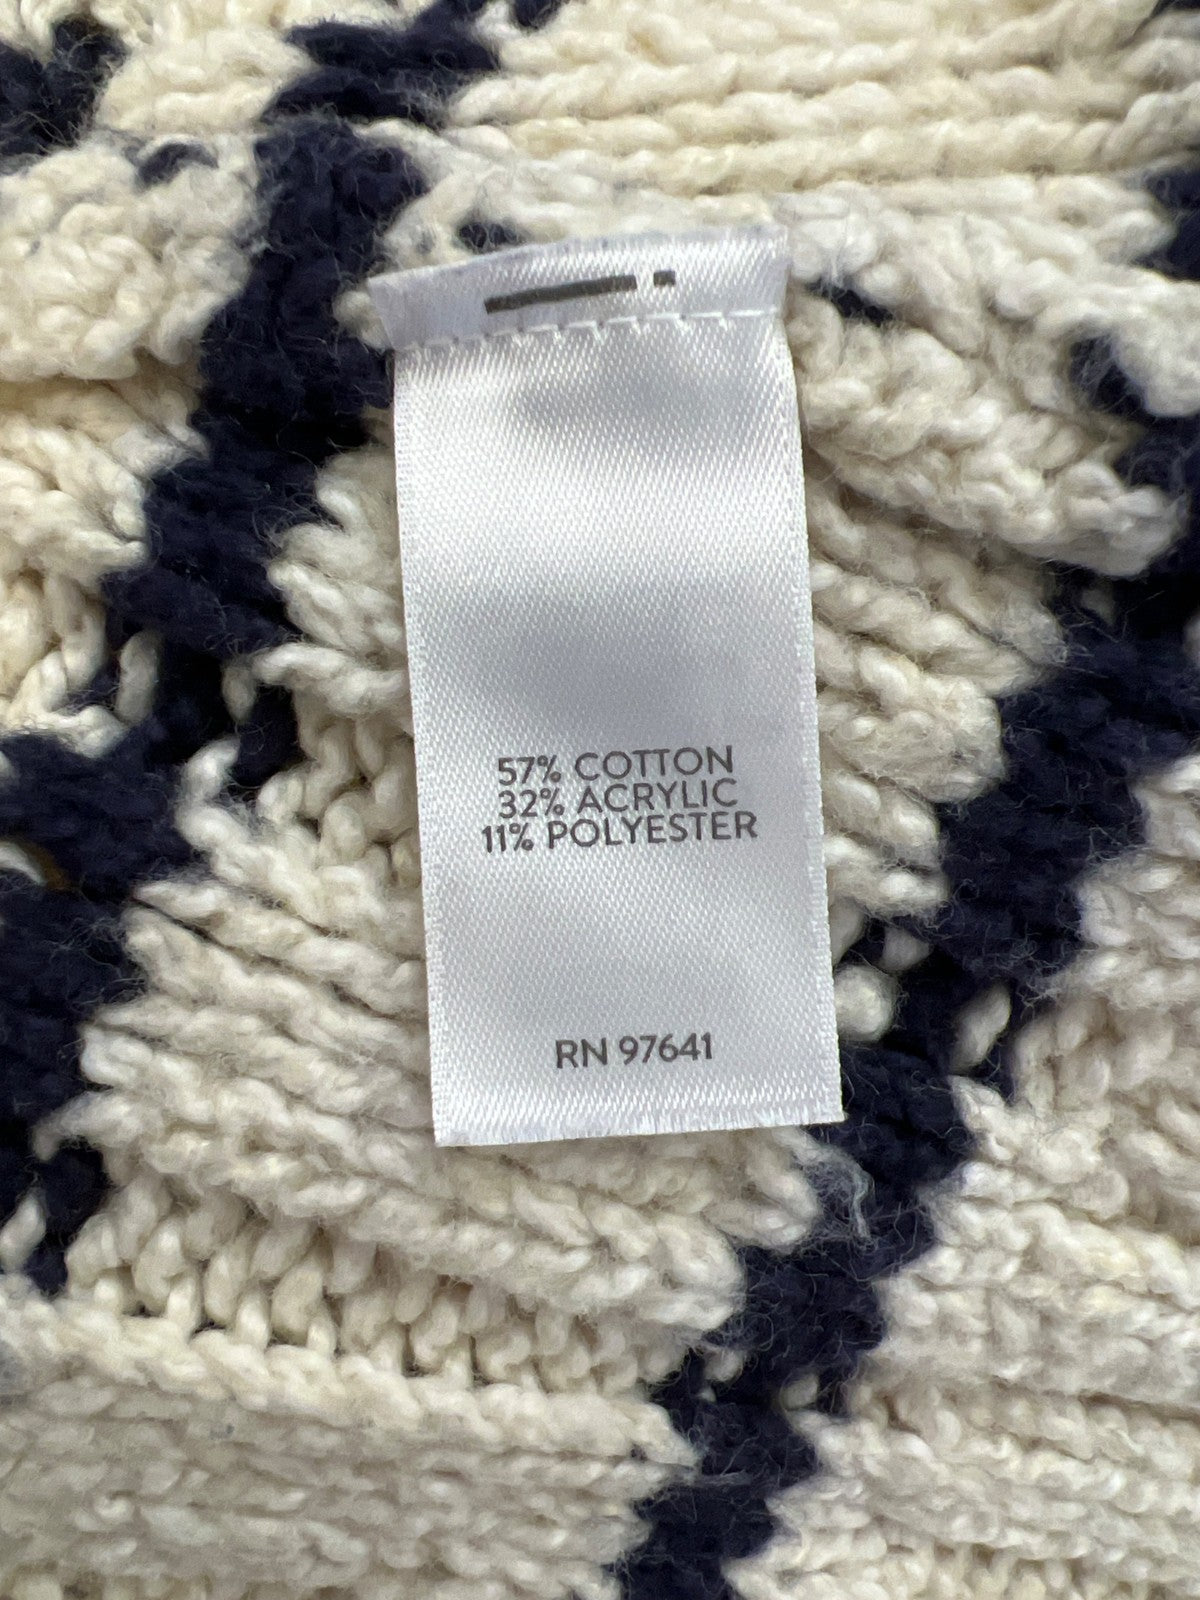 57% COTTON
32% ACRYLIC
11% POLYESTER
RN 97641